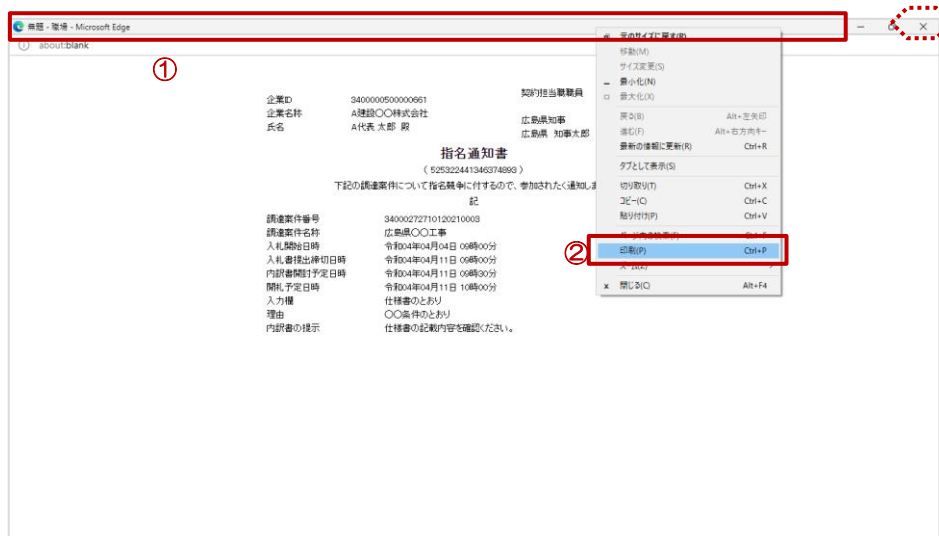 無題 - 職場 - Microsoft Edge
about:blank
①
企業ID 3400000500000661
企業名称 A建設〇〇株式会社
氏名 A代表 太郎 殿
契約担当職職員
広島県知事
広島県 知事太郎
指名通知書
( 525322441346374893 )
下記の調達案件について指名競争に付するので、参加されたく通知しま
記
調達案件番号 34000272710120210003
調達案件名称 広島県〇〇工事
入札開始日時 令和04年04月04日 09時00分
入札書提出締切日時 令和04年04月11日 09時00分
内訳書開封予定日時 令和04年04月11日 09時30分
開札予定日時 令和04年04月11日 10時00分
入力欄 仕様書のとおり
理由 〇〇条件のとおり
内訳書の提示 仕様書の記載内容を確認ください。
元のサイズに戻す(R)
移動(M)
サイズ変更(S)
最小化(N)
最大化(X)
戻る(B) Alt+左矢印
進む(F) Alt+右方向キー
最新の情報に更新(R) Ctrl+R
タブとして表示(S)
切り取り(T) Ctrl+X
コピー(C) Ctrl+C
貼り付け(P) Ctrl+V
②
印刷(P) Ctrl+P
閉じる(C) Alt+F4